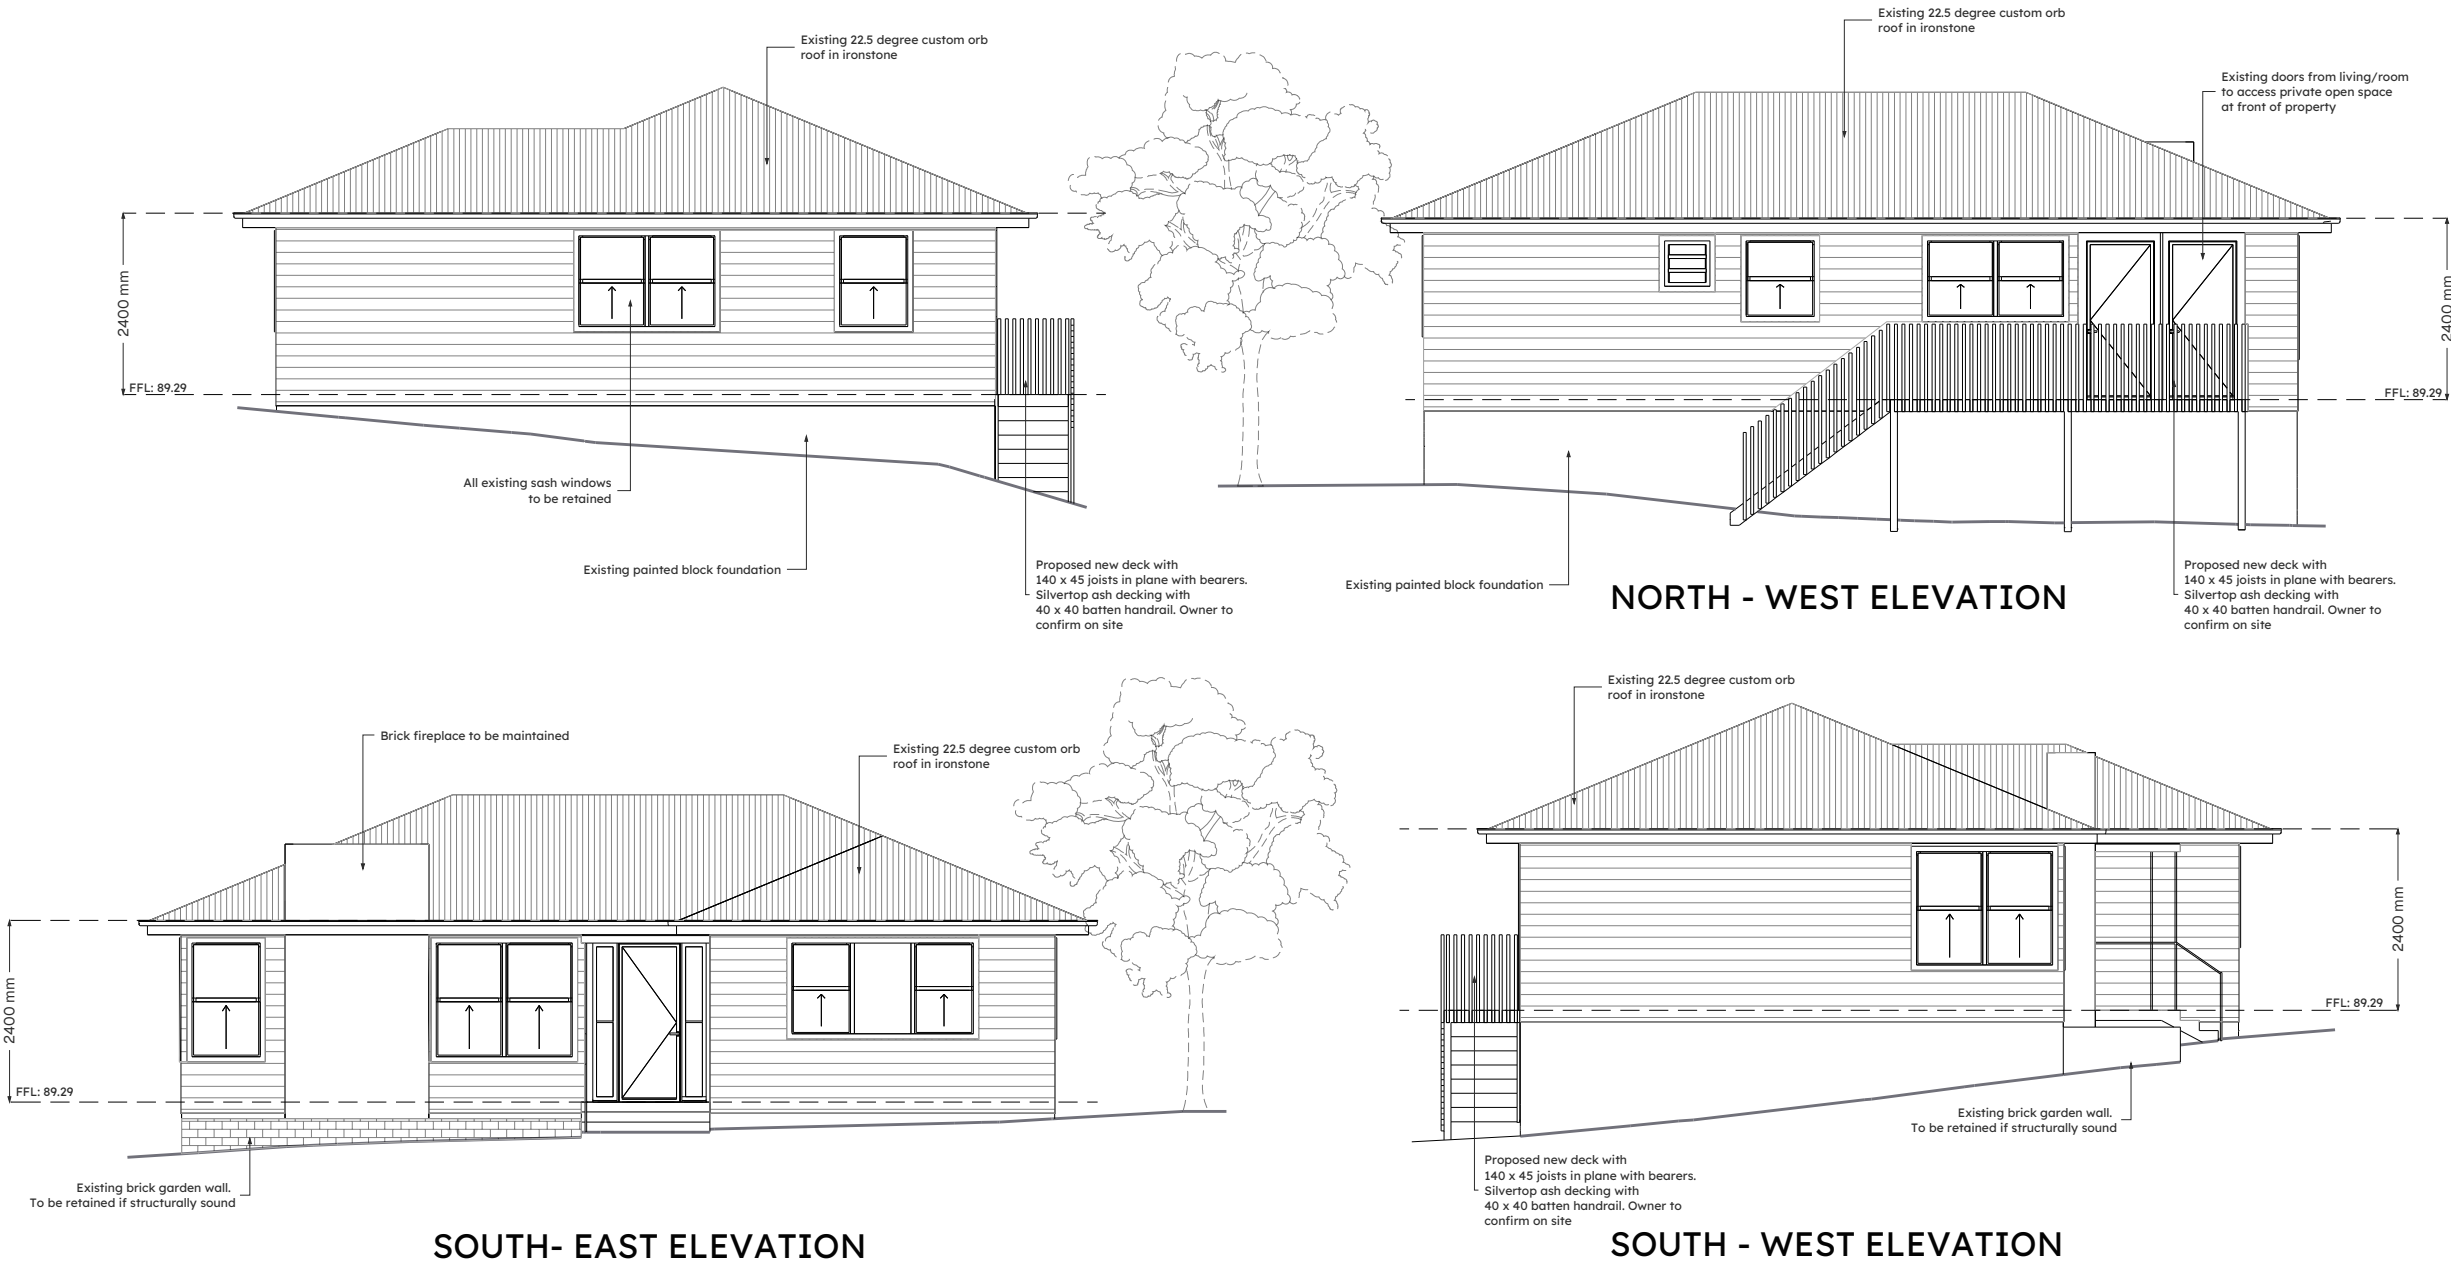 Existing 22.5 degree custom orb
roof in ironstone
2400 mm
FFL: 89.29
All existing sash windows
to be retained
Existing painted block foundation
Proposed new deck with
140 x 45 joists in plane with bearers.
Silvertop ash decking with
40 x 40 batten handrail. Owner to
confirm on site
Existing 22.5 degree custom orb
roof in ironstone
Existing doors from living/room
to access private open space
at front of property
2400 mm
FFL: 89.29
Existing painted block foundation
Proposed new deck with
140 x 45 joists in plane with bearers.
Silvertop ash decking with
40 x 40 batten handrail. Owner to
confirm on site
NORTH - WEST ELEVATION
Brick fireplace to be maintained
Existing 22.5 degree custom orb
roof in ironstone
2400 mm
FFL: 89.29
Existing brick garden wall.
To be retained if structurally sound
SOUTH- EAST ELEVATION
Existing 22.5 degree custom orb
roof in ironstone
2400 mm
FFL: 89.29
Existing brick garden wall.
To be retained if structurally sound
Proposed new deck with
140 x 45 joists in plane with bearers.
Silvertop ash decking with
40 x 40 batten handrail. Owner to
confirm on site
SOUTH - WEST ELEVATION